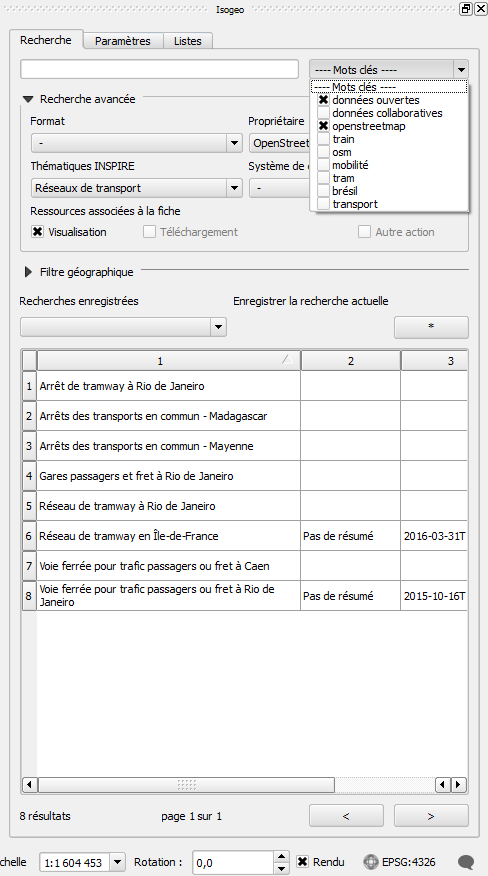 Isogeo
Recherche Paramètres Listes
---- Mots clés ----
---- Mots clés ----
données ouvertes
données collaboratives
openstreetmap
train
osm
mobilité
tram
brésil
transport
Recherche avancée
Format Propriétaire
- OpenStreet
Thématiques INSPIRE Système de
Réseaux de transport -
Ressources associées à la fiche
Visualisation Téléchargement Autre action
Filtre géographique
Recherches enregistrées Enregistrer la recherche actuelle
*
1 2 3
1 Arrêt de tramway à Rio de Janeiro
2 Arrêts des transports en commun - Madagascar
3 Arrêts des transports en commun - Mayenne
4 Gares passagers et fret à Rio de Janeiro
5 Réseau de tramway à Rio de Janeiro
6 Réseau de tramway en Île-de-France Pas de résumé 2016-03-31T
7 Voie ferrée pour trafic passagers ou fret à Caen
8 Voie ferrée pour trafic passagers ou fret à Rio de
Janeiro Pas de résumé 2015-10-16T
8 résultats page 1 sur 1 < >
chelle 1:1 604 453 Rotation : 0,0 Rendu EPSG:4326